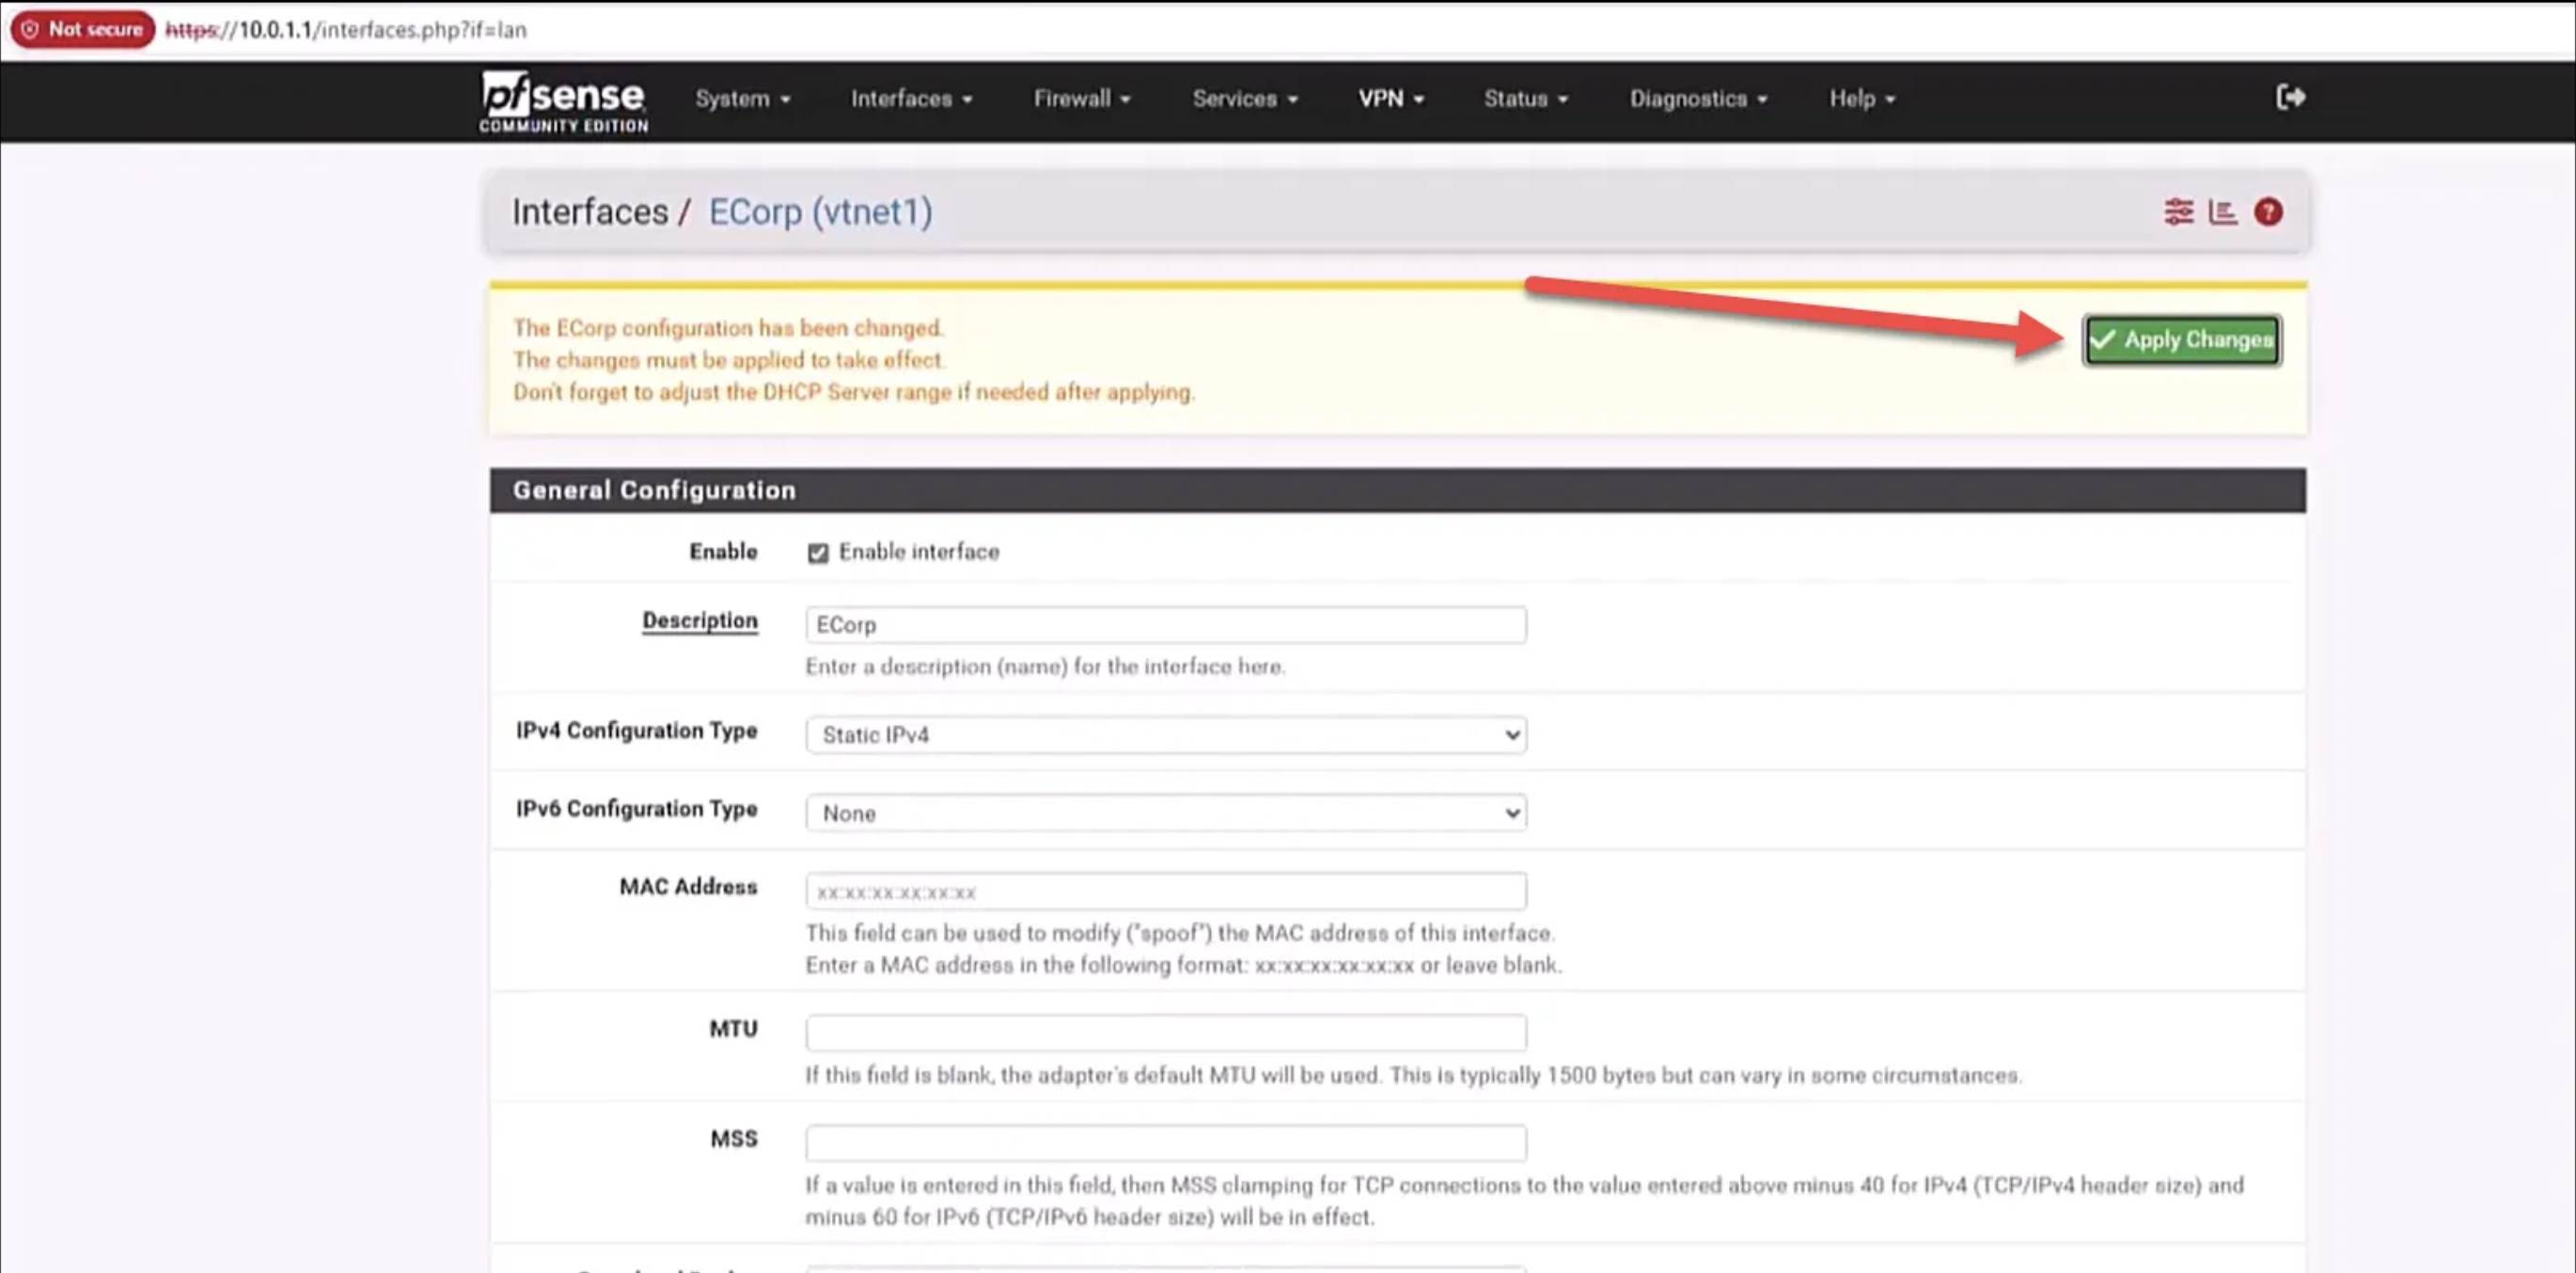 Not secure https://10.0.1.1/interfaces.php?if=lan
pfsense
COMMUNITY EDITION
System Interfaces Firewall Services VPN Status Diagnostics Help
Interfaces / ECorp (vtnet1)
The ECorp configuration has been changed.
The changes must be applied to take effect.
Don't forget to adjust the DHCP Server range if needed after applying.
Apply Changes
General Configuration
Enable Enable interface
Description ECorp
Enter a description (name) for the interface here.
IPv4 Configuration Type Static IPv4
IPv6 Configuration Type None
MAC Address xx:xx:xx:xx:xx:xx
This field can be used to modify ("spoof") the MAC address of this interface.
Enter a MAC address in the following format: xx:xx:xx:xx:xx:xx or leave blank.
MTU
If this field is blank, the adapter's default MTU will be used. This is typically 1500 bytes but can vary in some circumstances.
MSS
If a value is entered in this field, then MSS clamping for TCP connections to the value entered above minus 40 for IPv4 (TCP/IPv4 header size) and
minus 60 for IPv6 (TCP/IPv6 header size) will be in effect.